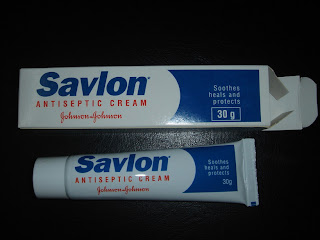 Savlon
ANTISEPTIC CREAM
Johnson & Johnson
Soothes
heals and
protects
30 g
Savlon
ANTISEPTIC CREAM
Johnson & Johnson
Soothes
heals and
protects
30g